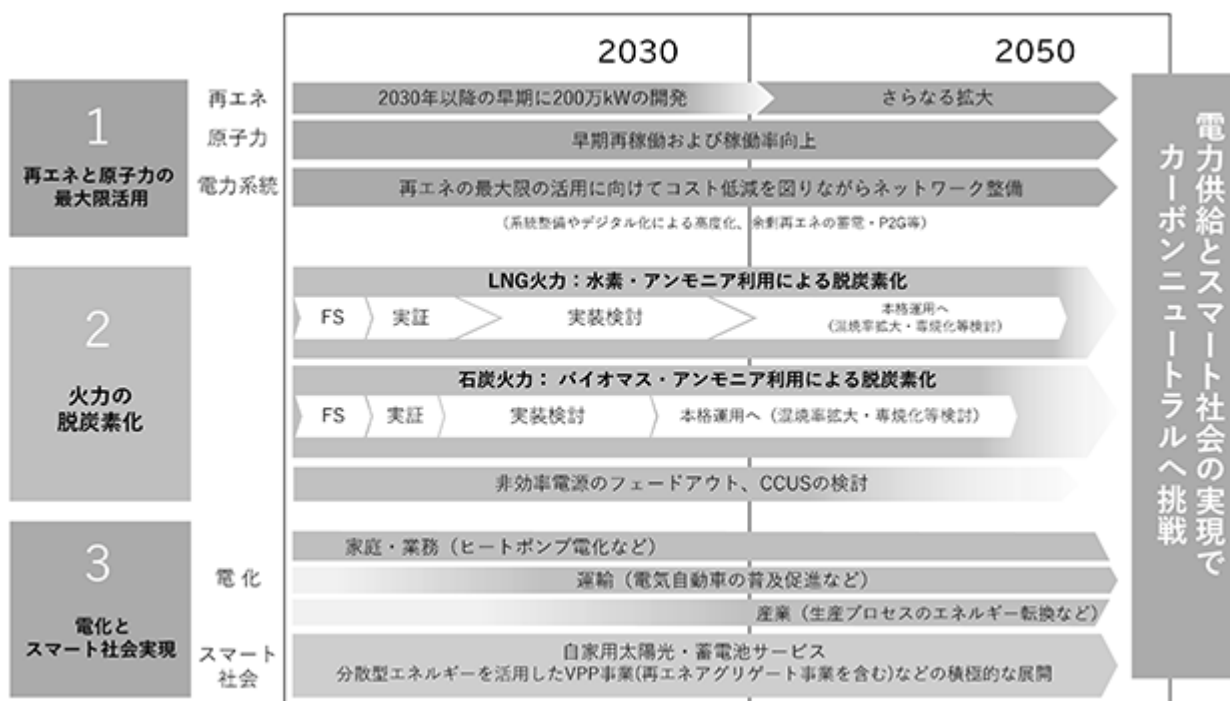 2030
2050
1
再エネと原子力の
最大限活用
再エネ
2030年以降の早期に200万kWの開発
さらなる拡大
原子力
早期再稼働および稼働率向上
電力系統
再エネの最大限の活用に向けてコスト低減を図りながらネットワーク整備
(系統整備やデジタル化による高度化、余剰再エネの蓄電・P2G等)
2
火力の
脱炭素化
LNG火力：水素・アンモニア利用による脱炭素化
FS
実証
実装検討
本格運用へ
(混焼率拡大・専焼化等検討)
石炭火力： バイオマス・アンモニア利用による脱炭素化
FS
実証
実装検討
本格運用へ（混焼率拡大・専焼化等検討）
非効率電源のフェードアウト、CCUSの検討
3
電化と
スマート社会実現
電化
家庭・業務（ヒートポンプ電化など）
運輸（電気自動車の普及促進など）
産業（生産プロセスのエネルギー転換など）
スマート
社会
自家用太陽光・蓄電池サービス
分散型エネルギーを活用したVPP事業(再エネアグリゲート事業を含む)などの積極的な展開
電力供給とスマート社会の実現で
カーボンニュートラルへ挑戦